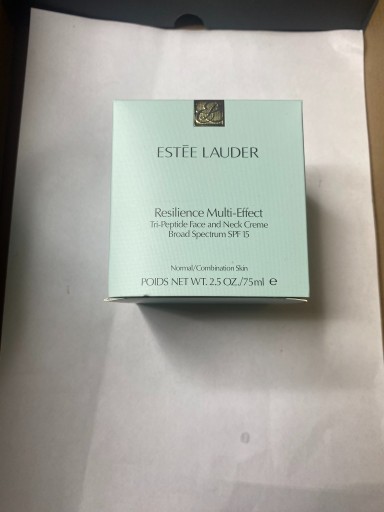 ESTĒE LAUDER
Resilience Multi-Effect
Tri-Peptide Face and Neck Creme
Broad Spectrum SPF 15
Normal/Combination Skin
POIDS NET WT. 2.5 OZ./75ml ℮